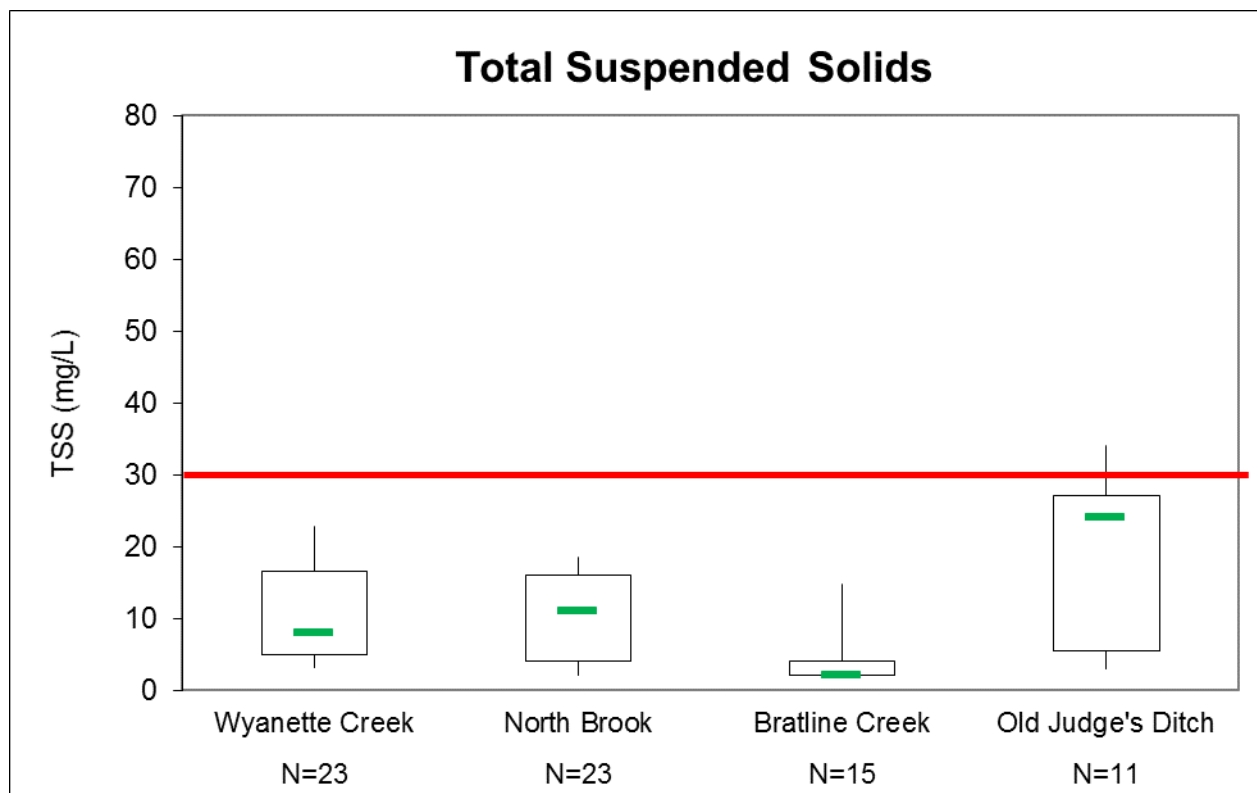 Total Suspended Solids
80
70
60
50
40
30
20
10
0
TSS (mg/L)
Wyanette Creek North Brook Bratline Creek Old Judge's Ditch
N=23 N=23 N=15 N=11